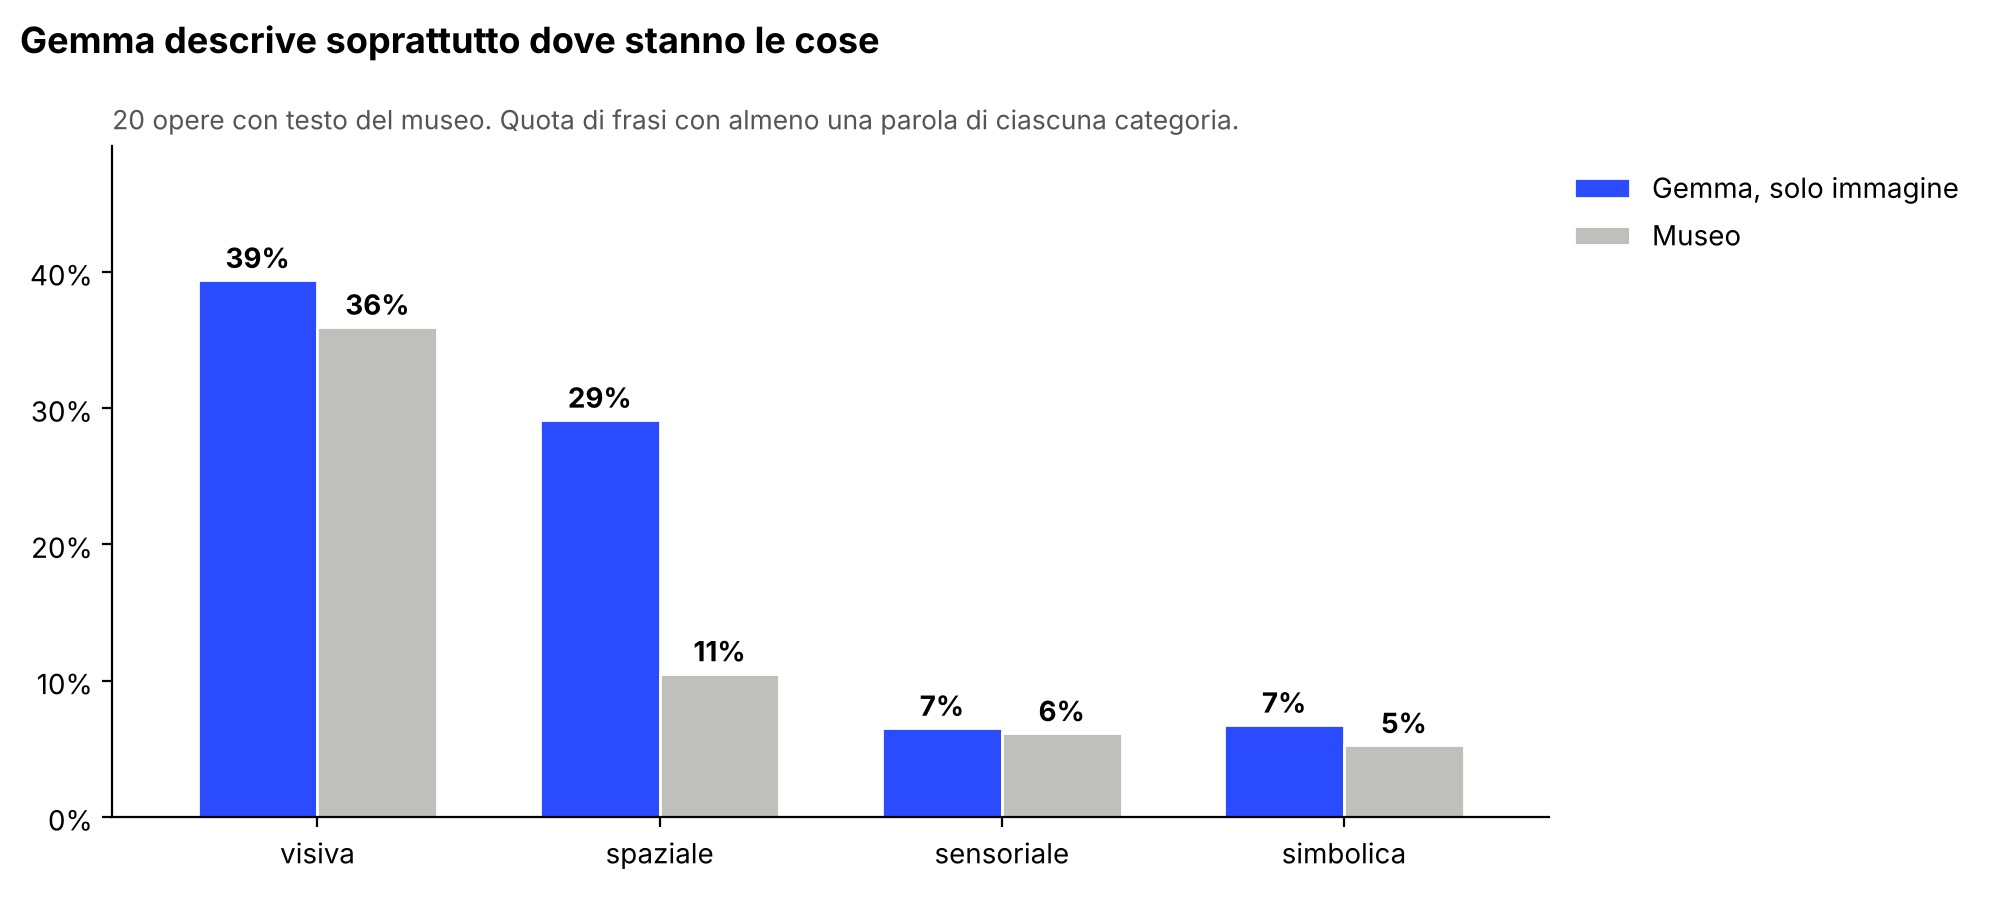 Gemma descrive soprattutto dove stanno le cose
20 opere con testo del museo. Quota di frasi con almeno una parola di ciascuna categoria.
Gemma, solo immagine
Museo
40%
30%
20%
10%
0%
39%
36%
29%
11%
7%
6%
7%
5%
visiva
spaziale
sensoriale
simbolica